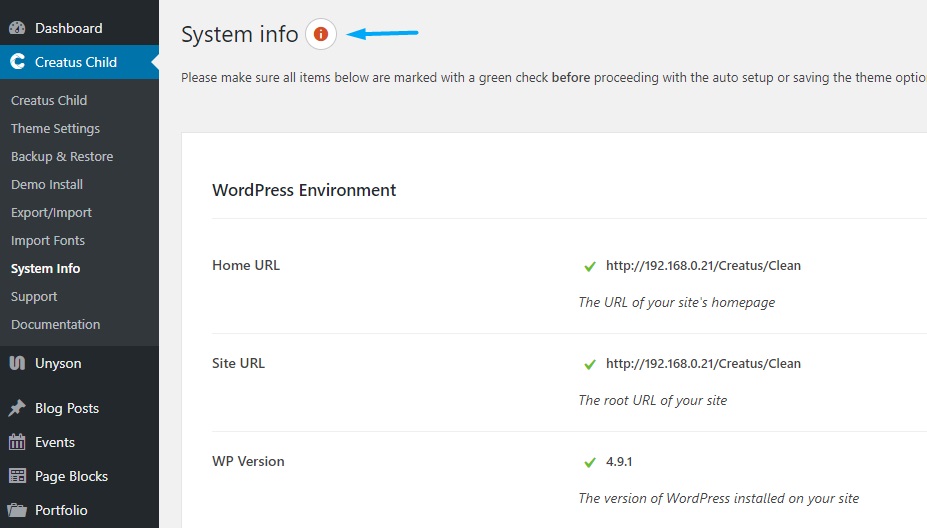 Dashboard
Creatus Child
Creatus Child
Theme Settings
Backup & Restore
Demo Install
Export/Import
Import Fonts
System Info
Support
Documentation
Unyson
Blog Posts
Events
Page Blocks
Portfolio
System info
Please make sure all items below are marked with a green check before proceeding with the auto setup or saving the theme optio
WordPress Environment
Home URL
http://192.168.0.21/Creatus/Clean
The URL of your site's homepage
Site URL
http://192.168.0.21/Creatus/Clean
The root URL of your site
WP Version
4.9.1
The version of WordPress installed on your site